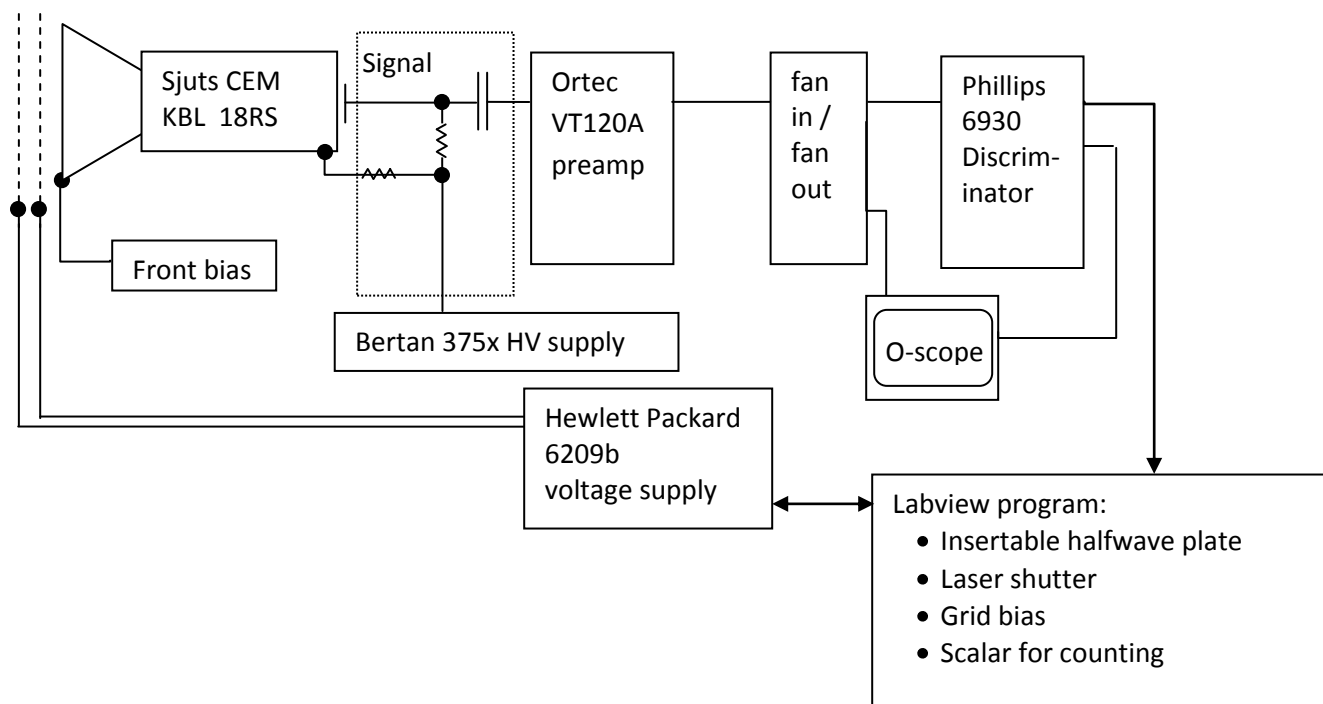 Sjuts CEM
KBL 18RS
Signal
Ortec
VT120A
preamp
fan
in /
fan
out
Phillips
6930
Discrim-
inator
Front bias
Bertan 375x HV supply
O-scope
Hewlett Packard
6209b
voltage supply
Labview program:
• Insertable halfwave plate
• Laser shutter
• Grid bias
• Scalar for counting